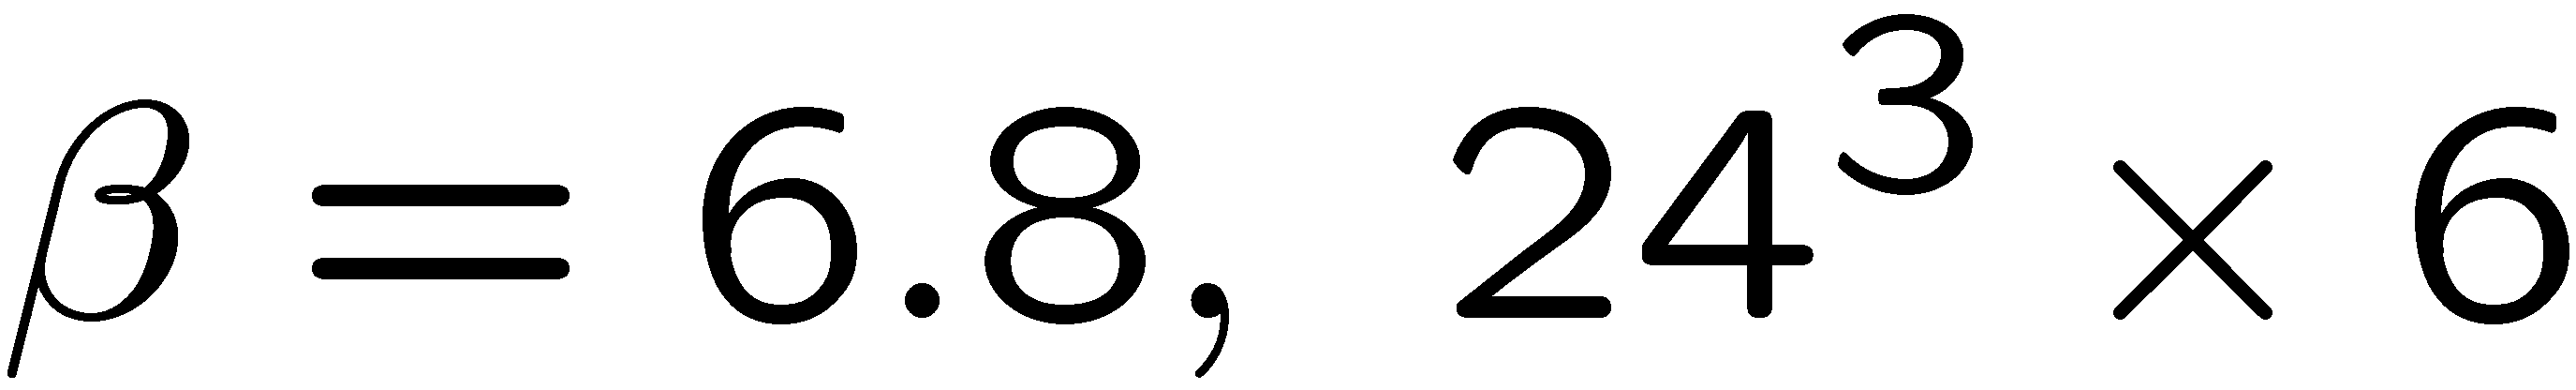 β = 6.8, 24³ × 6